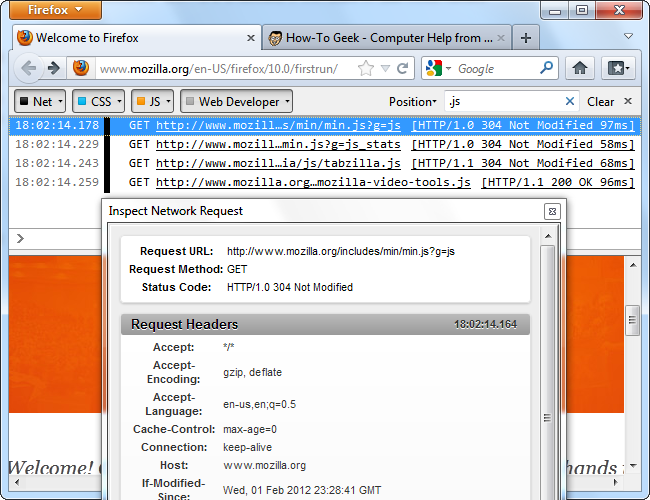 Firefox
Welcome to Firefox
How-To Geek - Computer Help from ...
www.mozilla.org/en-US/firefox/10.0/firstrun/
Google
Net CSS JS Web Developer Position .js Clear
18:02:14.178 GET http://www.mozill…s/min/min.js?g=js [HTTP/1.0 304 Not Modified 97ms]
18:02:14.229 GET http://www.mozill…min.js?g=js_stats [HTTP/1.0 304 Not Modified 58ms]
18:02:14.243 GET http://www.mozill…ia/js/tabzilla.js [HTTP/1.1 304 Not Modified 68ms]
18:02:14.259 GET http://www.mozilla.org…mozilla-video-tools.js [HTTP/1.1 200 OK 96ms]
Inspect Network Request
Request URL: http://www.mozilla.org/includes/min/min.js?g=js
Request Method: GET
Status Code: HTTP/1.0 304 Not Modified
Request Headers 18:02:14.164
Accept: */*
Accept-
Encoding: gzip, deflate
Accept-
Language: en-us,en;q=0.5
Cache-Control: max-age=0
Connection: keep-alive
Host: www.mozilla.org
If-Modified-
Since: Wed, 01 Feb 2012 23:28:41 GMT
Welcome! hands